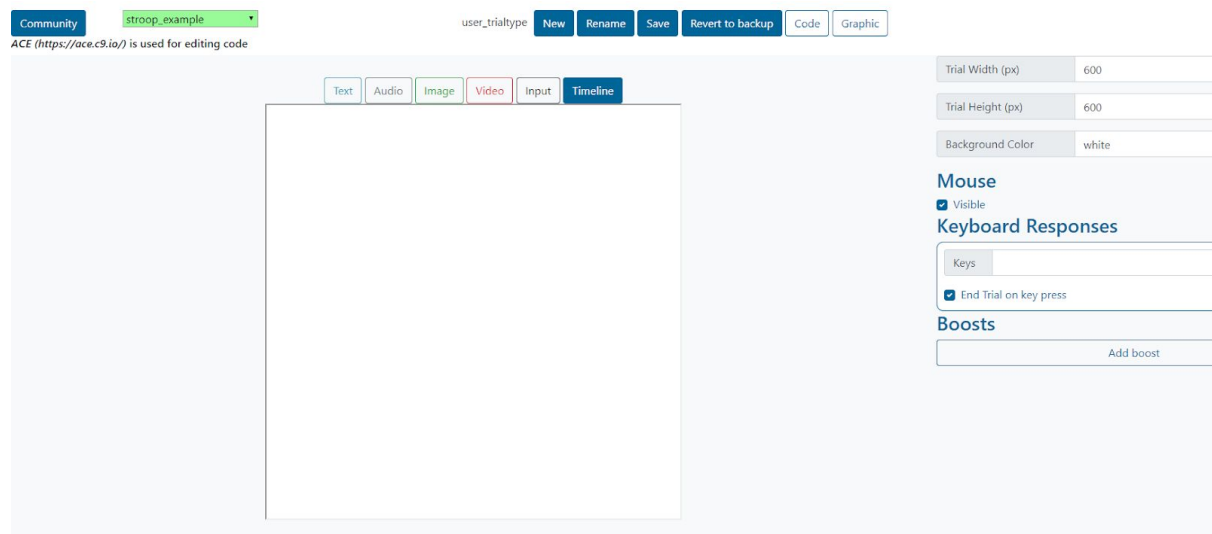 Community stroop_example user_trialtype New Rename Save Revert to backup Code Graphic
ACE (https://ace.c9.io/) is used for editing code
Text Audio Image Video Input Timeline
Trial Width (px) 600
Trial Height (px) 600
Background Color white
Mouse
Visible
Keyboard Responses
Keys
End Trial on key press
Boosts
Add boost